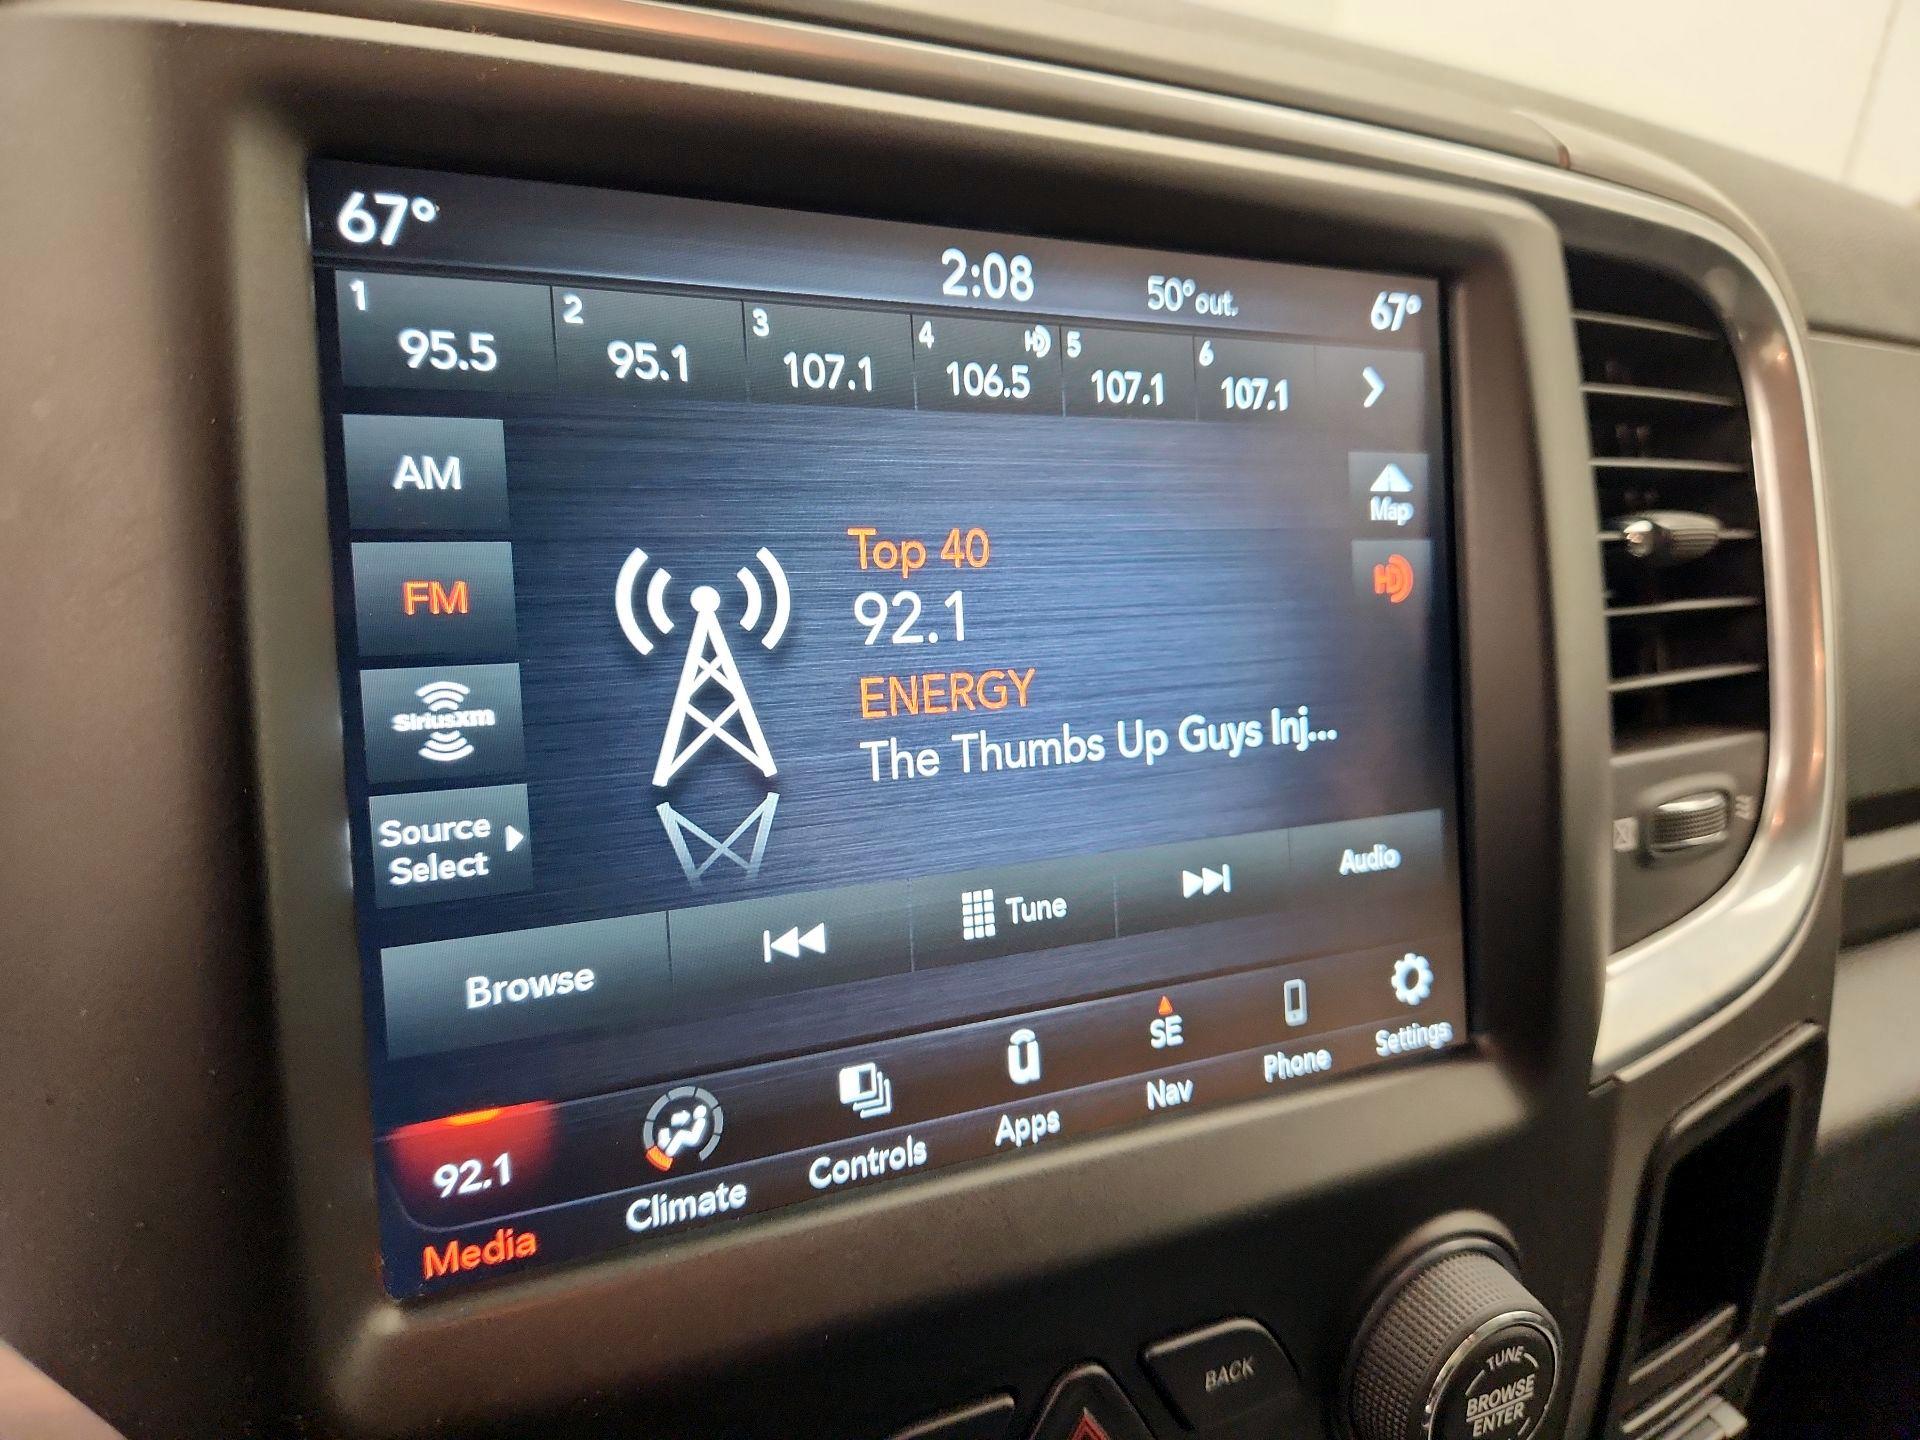 67°
2:08
50° out.
67°
1
95.5
2
95.1
3
107.1
4 HD
106.5
5
107.1
6
107.1
AM
FM
SiriusXM
Source
Select
Top 40
92.1
ENERGY
The Thumbs Up Guys Inj...
Map
HD
Browse
Tune
Audio
92.1
Media
Climate
Controls
Apps
SE
Nav
Phone
Settings
BACK
TUNE
BROWSE
ENTER